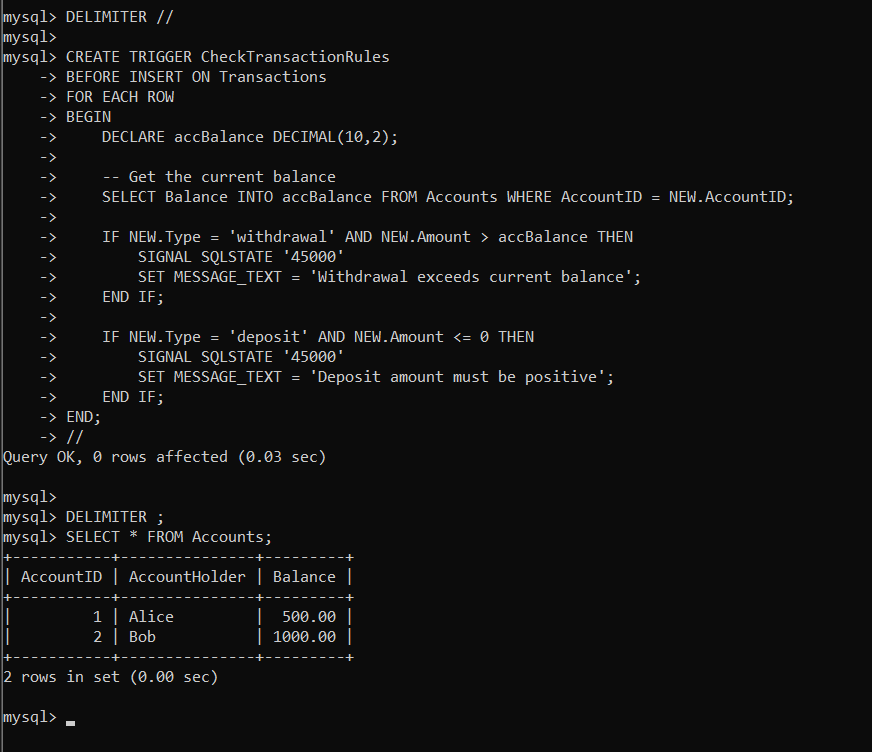 mysql> DELIMITER //
mysql>
mysql> CREATE TRIGGER CheckTransactionRules
    -> BEFORE INSERT ON Transactions
    -> FOR EACH ROW
    -> BEGIN
    ->     DECLARE accBalance DECIMAL(10,2);
    ->
    ->     -- Get the current balance
    ->     SELECT Balance INTO accBalance FROM Accounts WHERE AccountID = NEW.AccountID;
    ->
    ->     IF NEW.Type = 'withdrawal' AND NEW.Amount > accBalance THEN
    ->         SIGNAL SQLSTATE '45000'
    ->         SET MESSAGE_TEXT = 'Withdrawal exceeds current balance';
    ->     END IF;
    ->
    ->     IF NEW.Type = 'deposit' AND NEW.Amount <= 0 THEN
    ->         SIGNAL SQLSTATE '45000'
    ->         SET MESSAGE_TEXT = 'Deposit amount must be positive';
    ->     END IF;
    -> END;
    -> //
Query OK, 0 rows affected (0.03 sec)

mysql>
mysql> DELIMITER ;
mysql> SELECT * FROM Accounts;
+-----------+---------------+---------+
| AccountID | AccountHolder | Balance |
+-----------+---------------+---------+
|         1 | Alice         |  500.00 |
|         2 | Bob           | 1000.00 |
+-----------+---------------+---------+
2 rows in set (0.00 sec)

mysql>